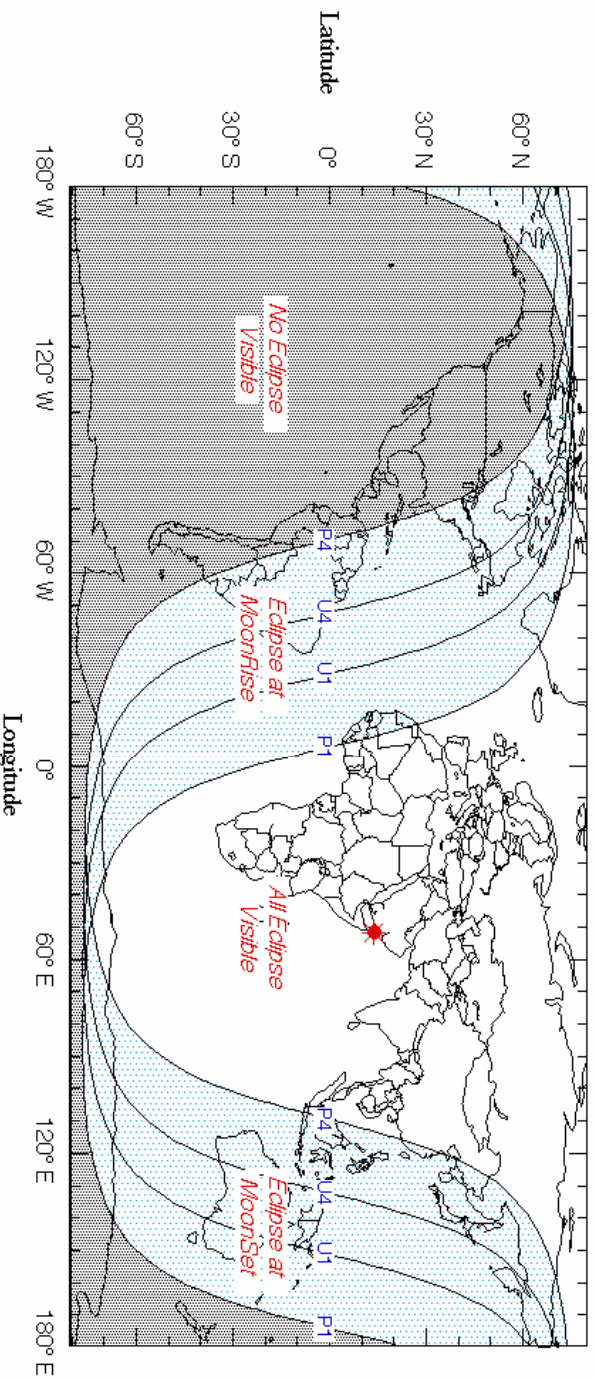 Latitude
60° N
30° N
0°
30° S
60° S
No Eclipse
Visible
P4
U4
U1
P1
Eclipse at
MoonRise
All Eclipse
Visible
P4
U4
U1
P1
Eclipse at
MoonSet
180° W
120° W
60° W
0°
60° E
120° E
180° E
Longitude